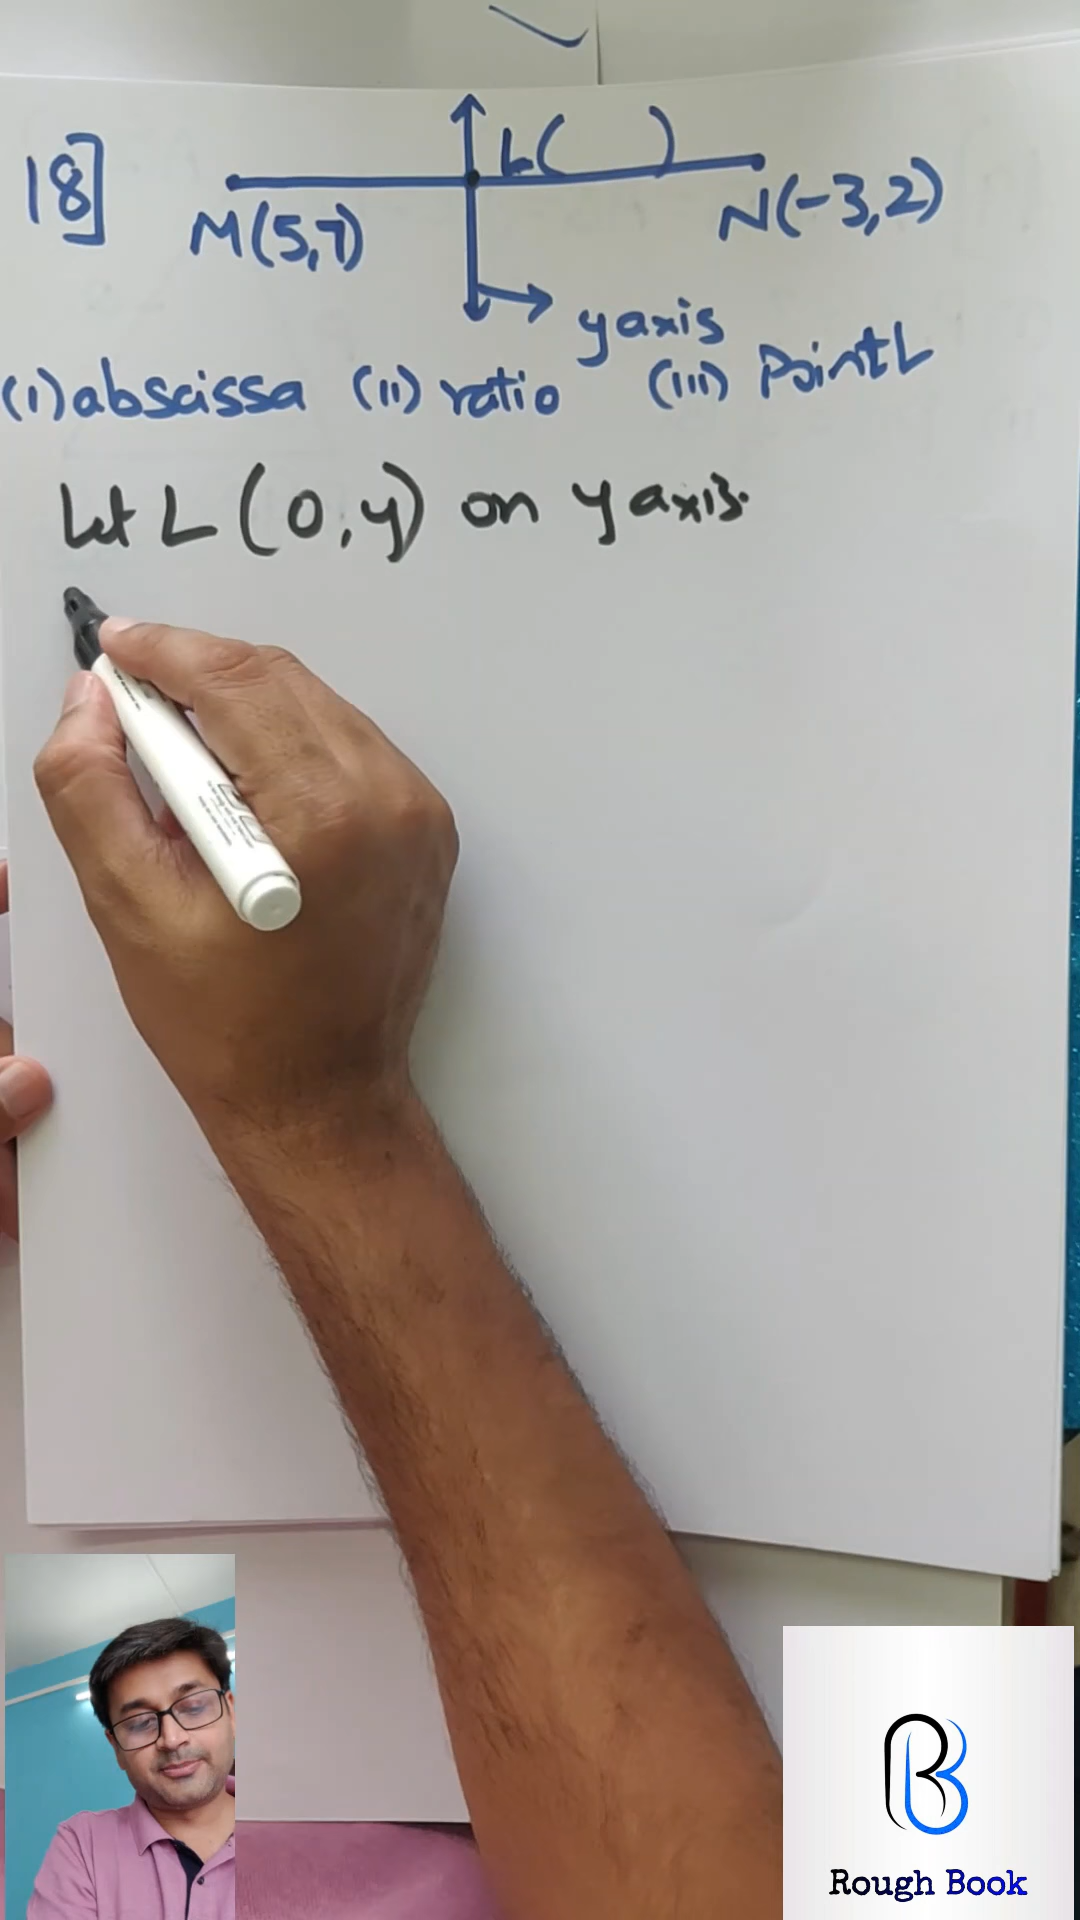 18] L( )
M(5,7) N(-3,2)
y axis
(i) abscissa (ii) ratio (iii) Point L
Let L (0,y) on y axis.
B
Rough Book